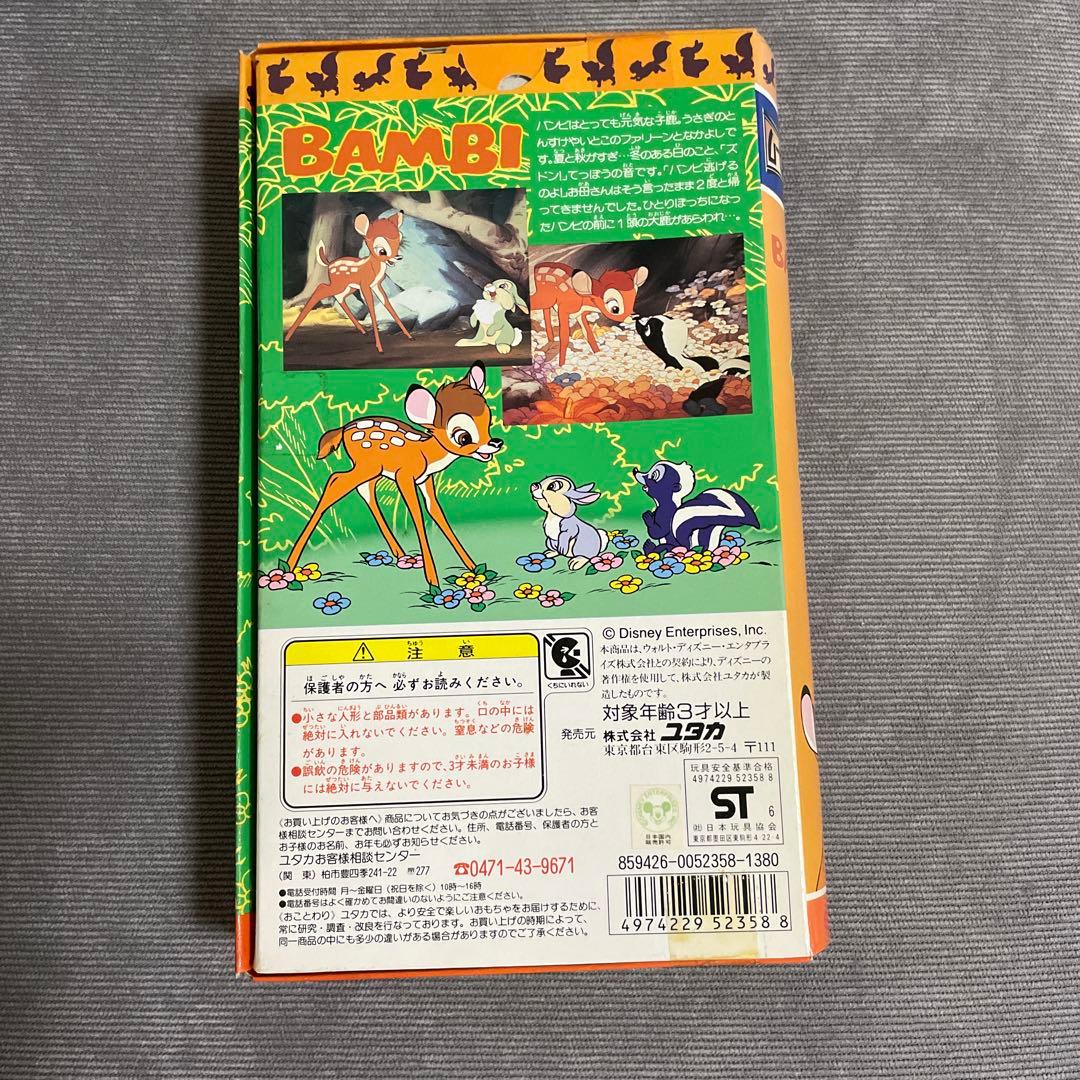 BAMBI
バンビはとっても元気な子鹿。うさぎのと
んすけやいとこのファリーンとなかよしで
す。夏と秋がすぎ…冬のある日のこと、「ズ
ドン」てっぽうの音です。「バンビ逃げる
のよ」お母さんはそう言ったまま2度と帰
ってきませんでした。ひとりぼっちになっ
たバンビの前に1頭の大鹿があらわれ…。
注意
保護者の方へ 必ずお読みください。
●小さな人形と部品類があります。口の中には
絶対に入れないでください。窒息などの危険
があります。
●誤飲の危険がありますので、3才未満のお子様
には絶対に与えないでください。
くちにいれない
© Disney Enterprises, Inc.
本商品は、ウォルト・ディズニー・エンタプラ
イズ株式会社との契約により、ディズニーの
著作権を使用して、株式会社ユタカが製
造したものです。
対象年齢3才以上
発売元 株式会社 ユタカ
東京都台東区駒形2-5-4 〒111
〈お買い上げのお客様へ〉商品についてお気づきの点がございましたら、お客
様相談センターまでお問い合わせください。住所、電話番号、保護者の方と
お子様のお名前、お年も必ずお知らせください。
ユタカお客様相談センター
(関 東) 柏市豊四季241-22 〒277
☎0471-43-9671
●電話受付時間 月〜金曜日(祝日を除く)10時〜16時
●電話番号はよく確かめてお間違いのないようにご注意ください。
〈おことわり〉ユタカでは、より安全で楽しいおもちゃをお届けするために、
常に研究・調査・改良を行なっております。お買い上げの時期によって、
同一商品の中にも多少の違いがある場合がありますのでご了承ください。
日本国内
販売許可
玩具安全基準合格
4974229 52358 8
ST 6
㈳日本玩具協会
東京都墨田区東駒形4-22-4
859426-0052358-1380
4 974229 523588